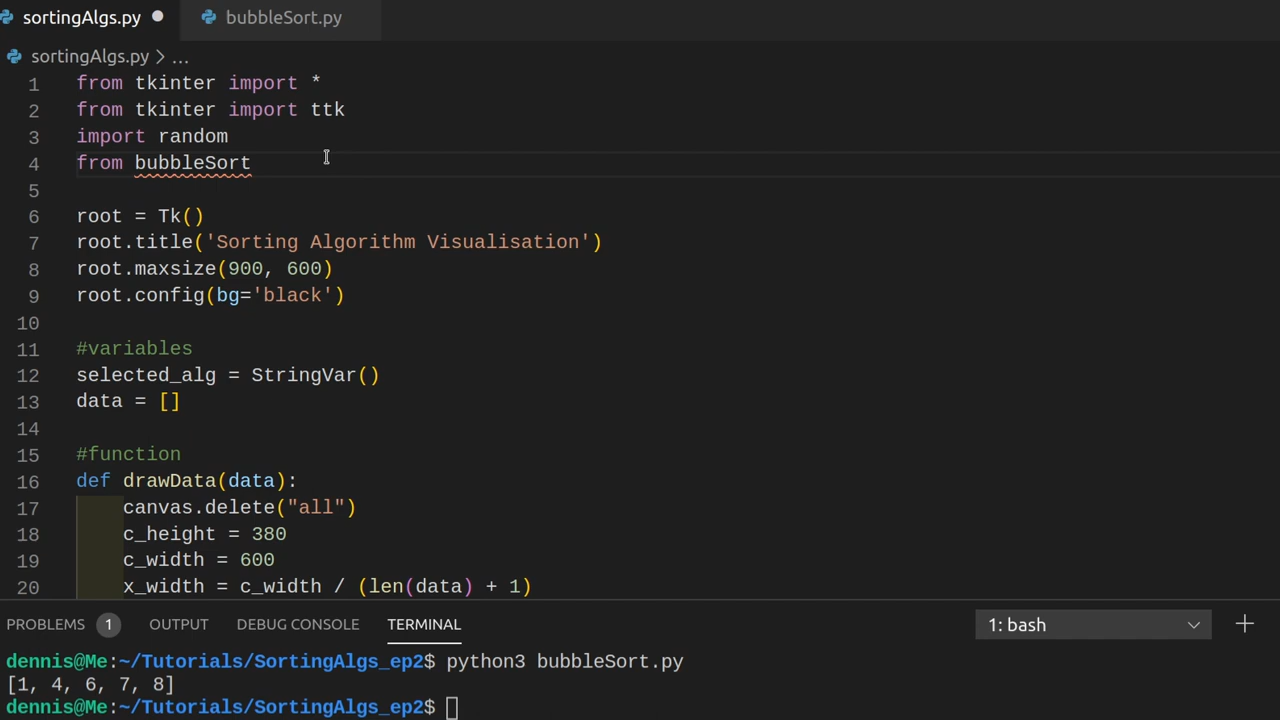 sortingAlgs.py ● bubbleSort.py
sortingAlgs.py > ...
1 from tkinter import *
2 from tkinter import ttk
3 import random
4 from bubbleSort
5
6 root = Tk()
7 root.title('Sorting Algorithm Visualisation')
8 root.maxsize(900, 600)
9 root.config(bg='black')
10
11 #variables
12 selected_alg = StringVar()
13 data = []
14
15 #function
16 def drawData(data):
17     canvas.delete("all")
18     c_height = 380
19     c_width = 600
20     x_width = c_width / (len(data) + 1)
PROBLEMS 1 OUTPUT DEBUG CONSOLE TERMINAL 1: bash
dennis@Me:~/Tutorials/SortingAlgs_ep2$ python3 bubbleSort.py
[1, 4, 6, 7, 8]
dennis@Me:~/Tutorials/SortingAlgs_ep2$